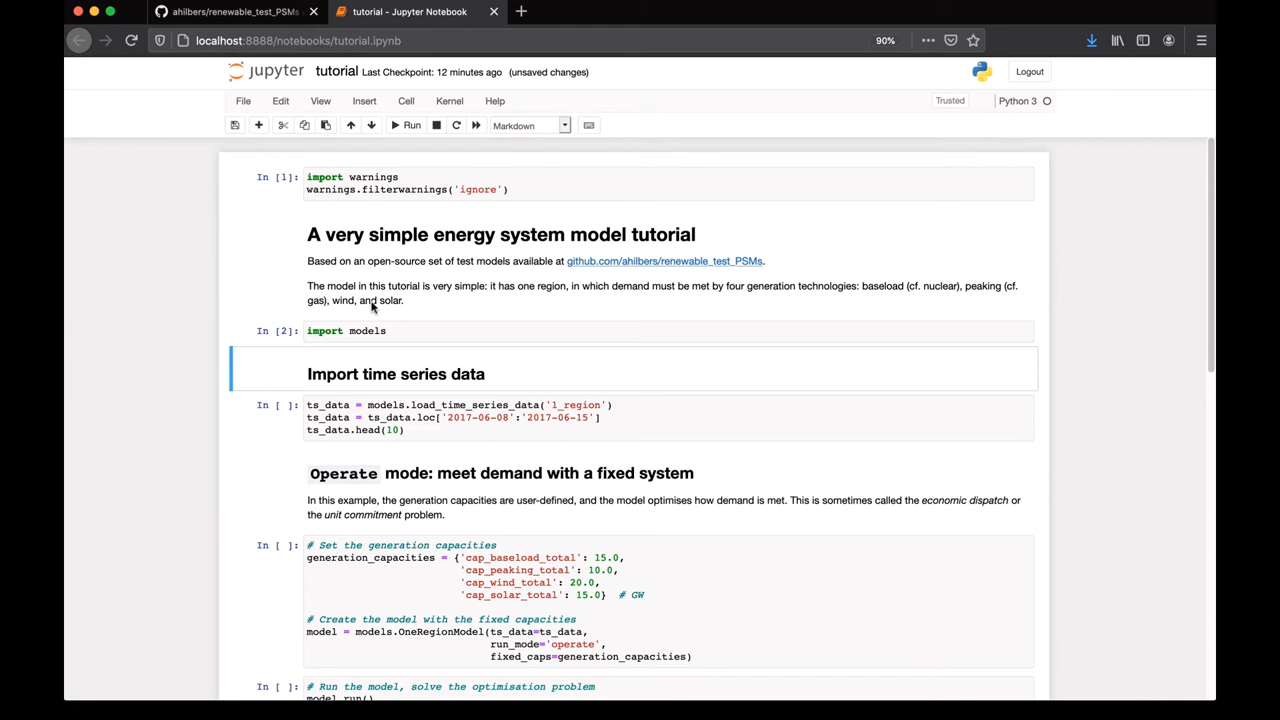 ahilbers/renewable_test_PSMs
tutorial - Jupyter Notebook
localhost:8888/notebooks/tutorial.ipynb
90%
jupyter tutorial Last Checkpoint: 12 minutes ago (unsaved changes)
Logout
File Edit View Insert Cell Kernel Help
Trusted
Python 3
Run
Markdown
In [1]: import warnings
warnings.filterwarnings('ignore')
A very simple energy system model tutorial
Based on an open-source set of test models available at github.com/ahilbers/renewable_test_PSMs.
The model in this tutorial is very simple: it has one region, in which demand must be met by four generation technologies: baseload (cf. nuclear), peaking (cf.
gas), wind, and solar.
In [2]: import models
Import time series data
In [ ]: ts_data = models.load_time_series_data('1_region')
ts_data = ts_data.loc['2017-06-08':'2017-06-15']
ts_data.head(10)
Operate mode: meet demand with a fixed system
In this example, the generation capacities are user-defined, and the model optimises how demand is met. This is sometimes called the economic dispatch or
the unit commitment problem.
In [ ]: # Set the generation capacities
generation_capacities = {'cap_baseload_total': 15.0,
'cap_peaking_total': 10.0,
'cap_wind_total': 20.0,
'cap_solar_total': 15.0} # GW
# Create the model with the fixed capacities
model = models.OneRegionModel(ts_data=ts_data,
run_mode='operate',
fixed_caps=generation_capacities)
In [ ]: # Run the model, solve the optimisation problem
model.run()